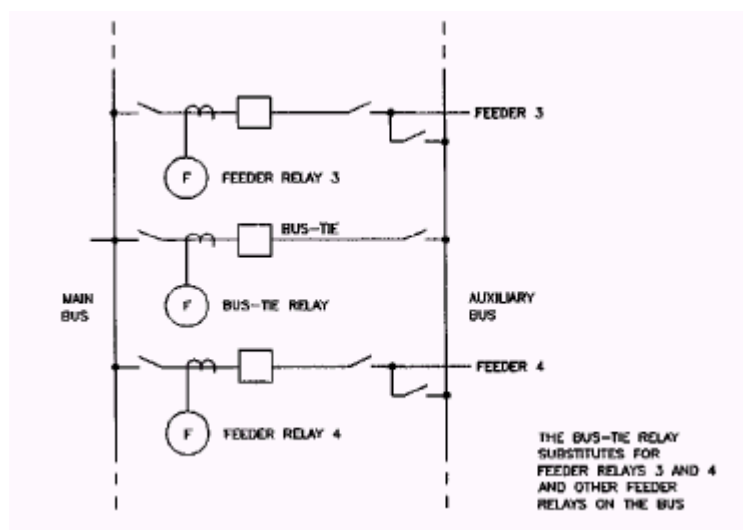 FEEDER 3
F
FEEDER RELAY 3
BUS-TIE
MAIN
BUS
F
BUS-TIE RELAY
AUXILIARY
BUS
FEEDER 4
F
FEEDER RELAY 4
THE BUS-TIE RELAY
SUBSTITUTES FOR
FEEDER RELAYS 3 AND 4
AND OTHER FEEDER
RELAYS ON THE BUS